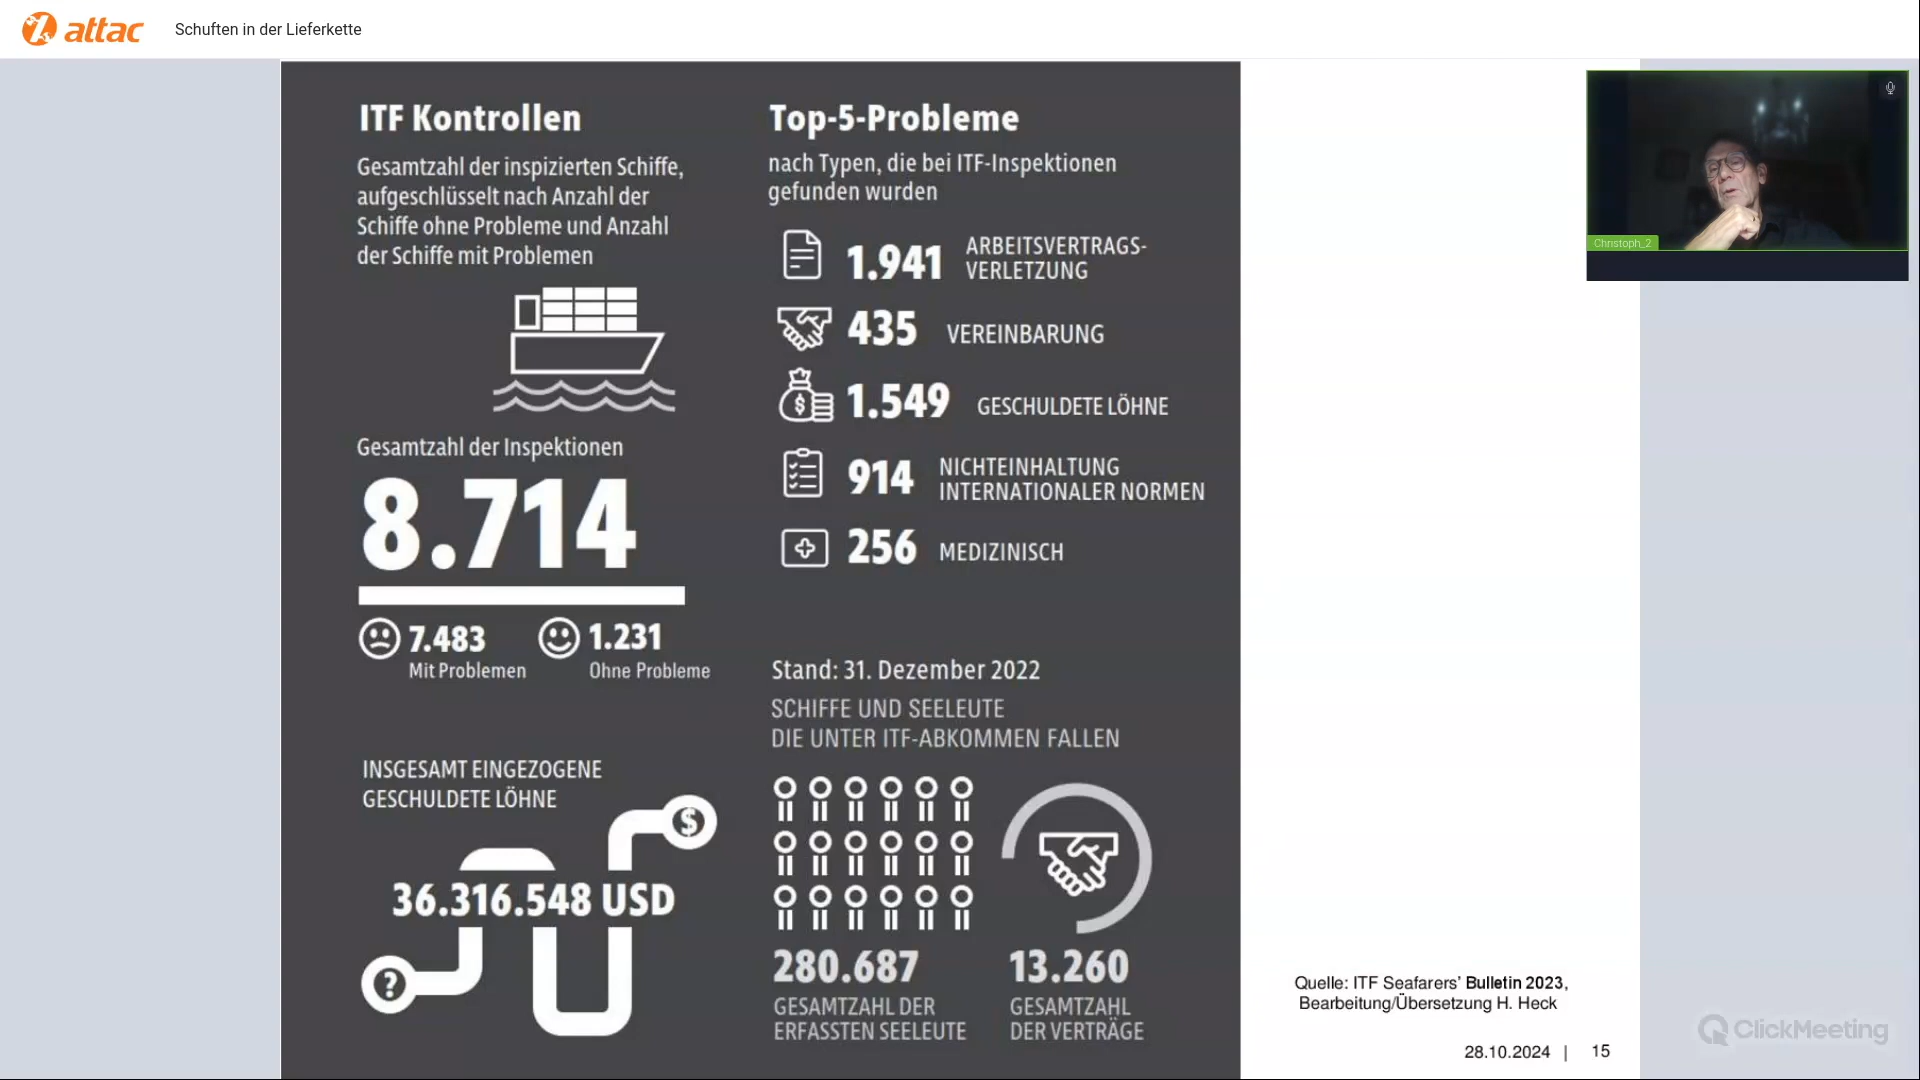 attac
Schuften in der Lieferkette
ITF Kontrollen
Gesamtzahl der inspizierten Schiffe,
aufgeschlüsselt nach Anzahl der
Schiffe ohne Probleme und Anzahl
der Schiffe mit Problemen
Gesamtzahl der Inspektionen
8.714
7.483
Mit Problemen
1.231
Ohne Probleme
INSGESAMT EINGEZOGENE
GESCHULDETE LÖHNE
$
36.316.548 USD
?
Top-5-Probleme
nach Typen, die bei ITF-Inspektionen
gefunden wurden
1.941 ARBEITSVERTRAGS-
VERLETZUNG
435 VEREINBARUNG
$
1.549 GESCHULDETE LÖHNE
914 NICHTEINHALTUNG
INTERNATIONALER NORMEN
256 MEDIZINISCH
Stand: 31. Dezember 2022
SCHIFFE UND SEELEUTE
DIE UNTER ITF-ABKOMMEN FALLEN
280.687
GESAMTZAHL DER
ERFASSTEN SEELEUTE
13.260
GESAMTZAHL
DER VERTRÄGE
Christoph_2
Quelle: ITF Seafarers' Bulletin 2023,
Bearbeitung/Übersetzung H. Heck
ClickMeeting
28.10.2024 | 15